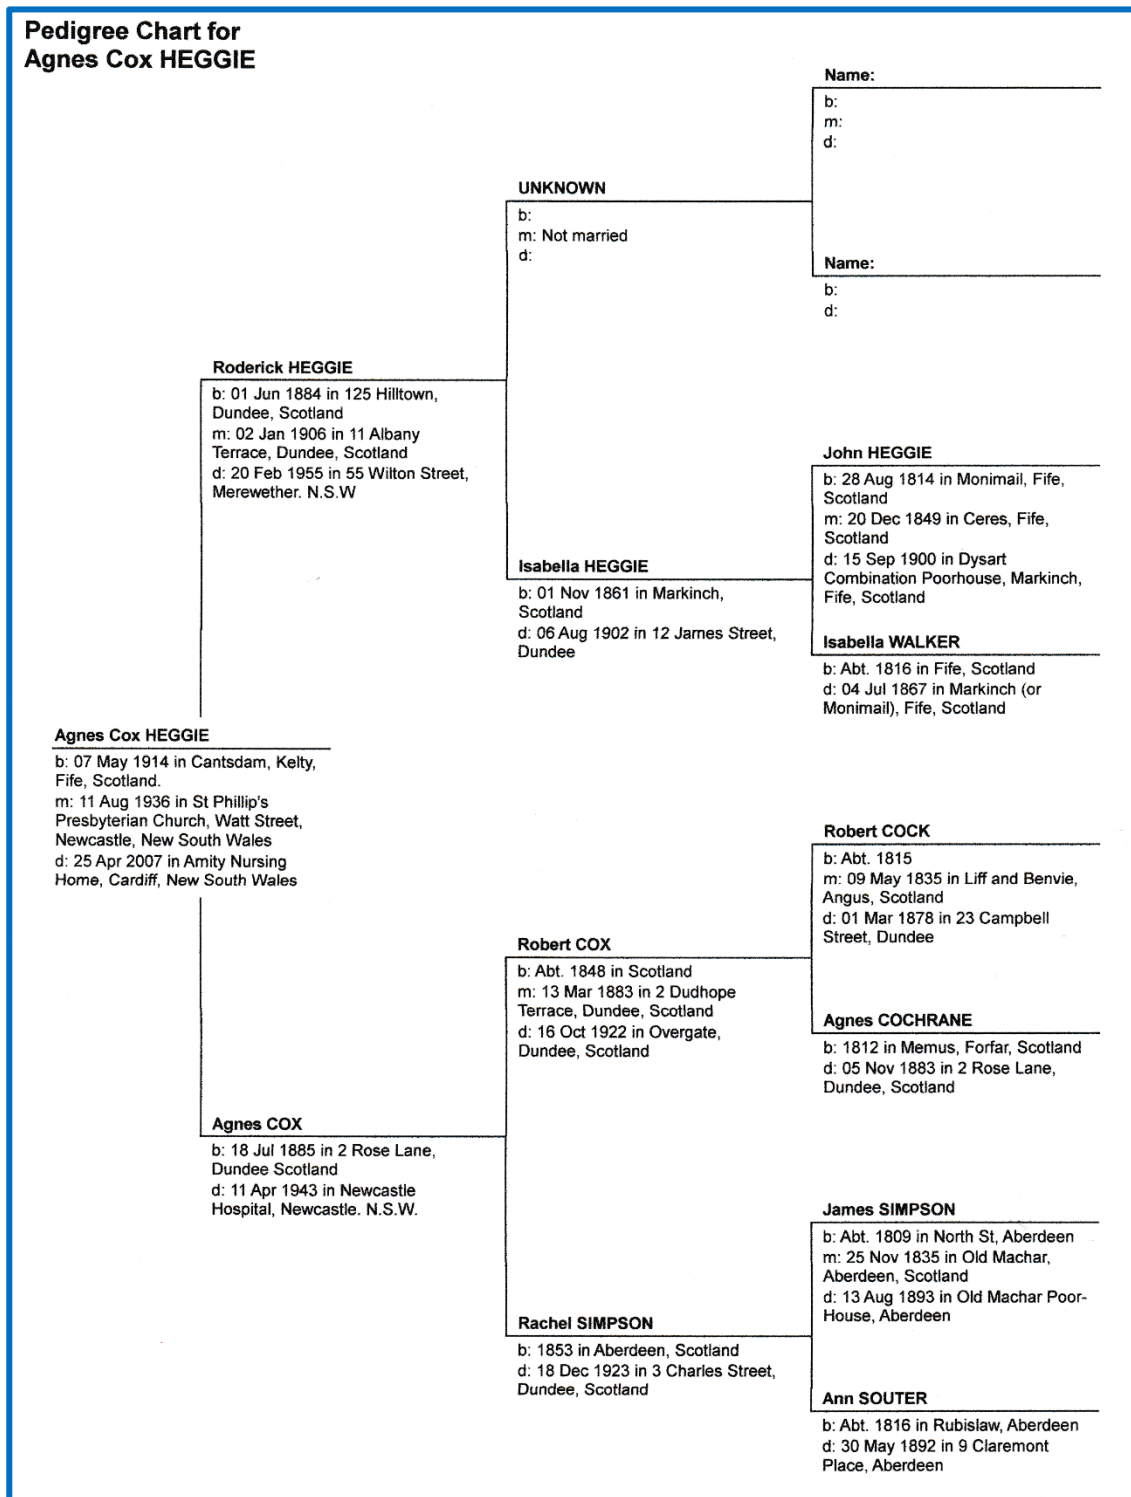 Pedigree Chart for
Agnes Cox HEGGIE
Name:
b:
m:
d:
UNKNOWN
b:
m: Not married
d:
Name:
b:
d:
Roderick HEGGIE
b: 01 Jun 1884 in 125 Hilltown,
Dundee, Scotland
m: 02 Jan 1906 in 11 Albany
Terrace, Dundee, Scotland
d: 20 Feb 1955 in 55 Wilton Street,
Merewether. N.S.W
John HEGGIE
b: 28 Aug 1814 in Monimail, Fife,
Scotland
m: 20 Dec 1849 in Ceres, Fife,
Scotland
d: 15 Sep 1900 in Dysart
Combination Poorhouse, Markinch,
Fife, Scotland
Isabella HEGGIE
b: 01 Nov 1861 in Markinch,
Scotland
d: 06 Aug 1902 in 12 James Street,
Dundee
Isabella WALKER
b: Abt. 1816 in Fife, Scotland
d: 04 Jul 1867 in Markinch (or
Monimail), Fife, Scotland
Agnes Cox HEGGIE
b: 07 May 1914 in Cantsdam, Kelty,
Fife, Scotland.
m: 11 Aug 1936 in St Phillip's
Presbyterian Church, Watt Street,
Newcastle, New South Wales
d: 25 Apr 2007 in Amity Nursing
Home, Cardiff, New South Wales
Robert COCK
b: Abt. 1815
m: 09 May 1835 in Liff and Benvie,
Angus, Scotland
d: 01 Mar 1878 in 23 Campbell
Street, Dundee
Robert COX
b: Abt. 1848 in Scotland
m: 13 Mar 1883 in 2 Dudhope
Terrace, Dundee, Scotland
d: 16 Oct 1922 in Overgate,
Dundee, Scotland
Agnes COCHRANE
b: 1812 in Memus, Forfar, Scotland
d: 05 Nov 1883 in 2 Rose Lane,
Dundee, Scotland
Agnes COX
b: 18 Jul 1885 in 2 Rose Lane,
Dundee Scotland
d: 11 Apr 1943 in Newcastle
Hospital, Newcastle. N.S.W.
James SIMPSON
b: Abt. 1809 in North St, Aberdeen
m: 25 Nov 1835 in Old Machar,
Aberdeen, Scotland
d: 13 Aug 1893 in Old Machar Poor-
House, Aberdeen
Rachel SIMPSON
b: 1853 in Aberdeen, Scotland
d: 18 Dec 1923 in 3 Charles Street,
Dundee, Scotland
Ann SOUTER
b: Abt. 1816 in Rubislaw, Aberdeen
d: 30 May 1892 in 9 Claremont
Place, Aberdeen